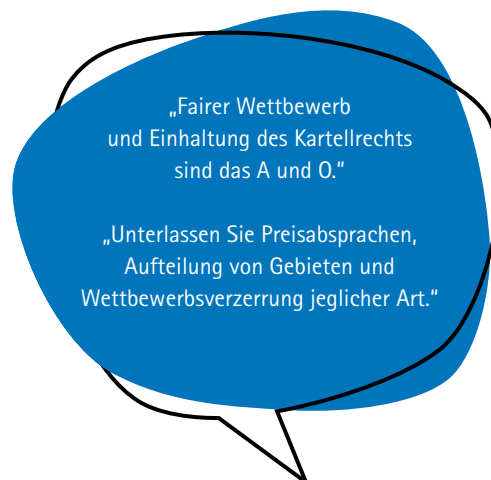 „Fairer Wettbewerb
und Einhaltung des Kartellrechts
sind das A und O.“
„Unterlassen Sie Preisabsprachen,
Aufteilung von Gebieten und
Wettbewerbsverzerrung jeglicher Art.“